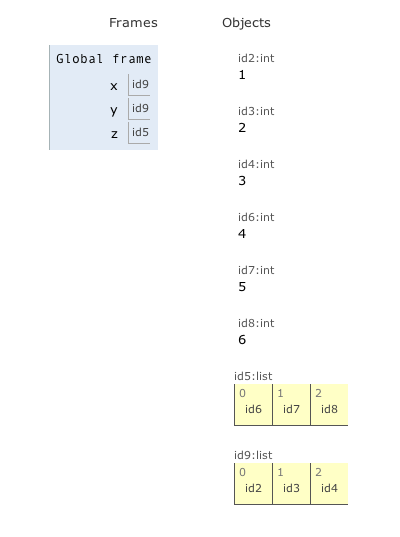 Frames
Objects
Global frame
x id9
y id9
z id5
id2:int
1
id3:int
2
id4:int
3
id6:int
4
id7:int
5
id8:int
6
id5:list
0 1 2
id6 id7 id8
id9:list
0 1 2
id2 id3 id4